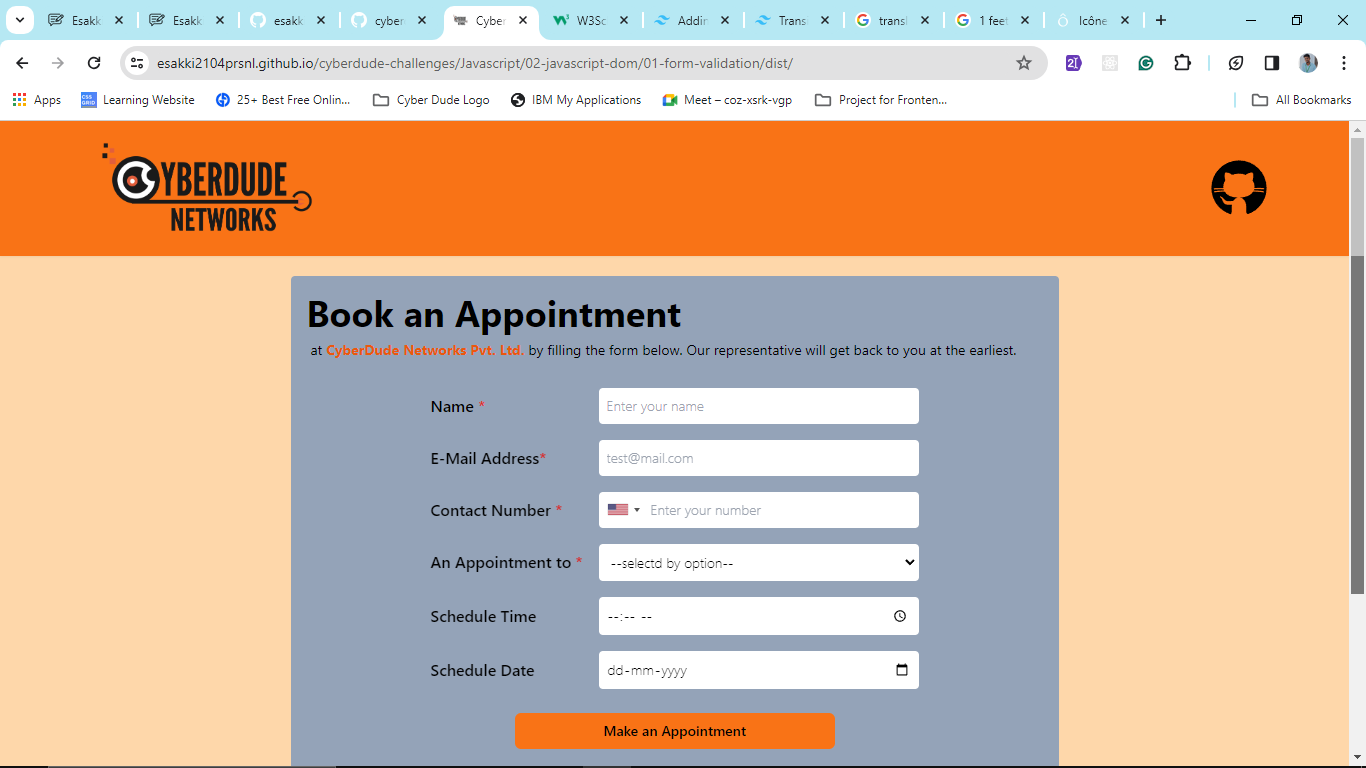 Esakk
Esakk
esakk
cyber
Cyber
W3Sc
Addin
Trans
transl
1 feet
Icône
esakki2104prsnl.github.io/cyberdude-challenges/Javascript/02-javascript-dom/01-form-validation/dist/
Apps
CSS GRID
Learning Website
25+ Best Free Onlin...
Cyber Dude Logo
IBM My Applications
Meet – coz-xsrk-vgp
Project for Fronten...
All Bookmarks
CYBERDUDE
NETWORKS
Book an Appointment
at CyberDude Networks Pvt. Ltd. by filling the form below. Our representative will get back to you at the earliest.
Name *
Enter your name
E-Mail Address*
test@mail.com
Contact Number *
Enter your number
An Appointment to *
--selectd by option--
Schedule Time
--:-- --
Schedule Date
dd-mm-yyyy
Make an Appointment